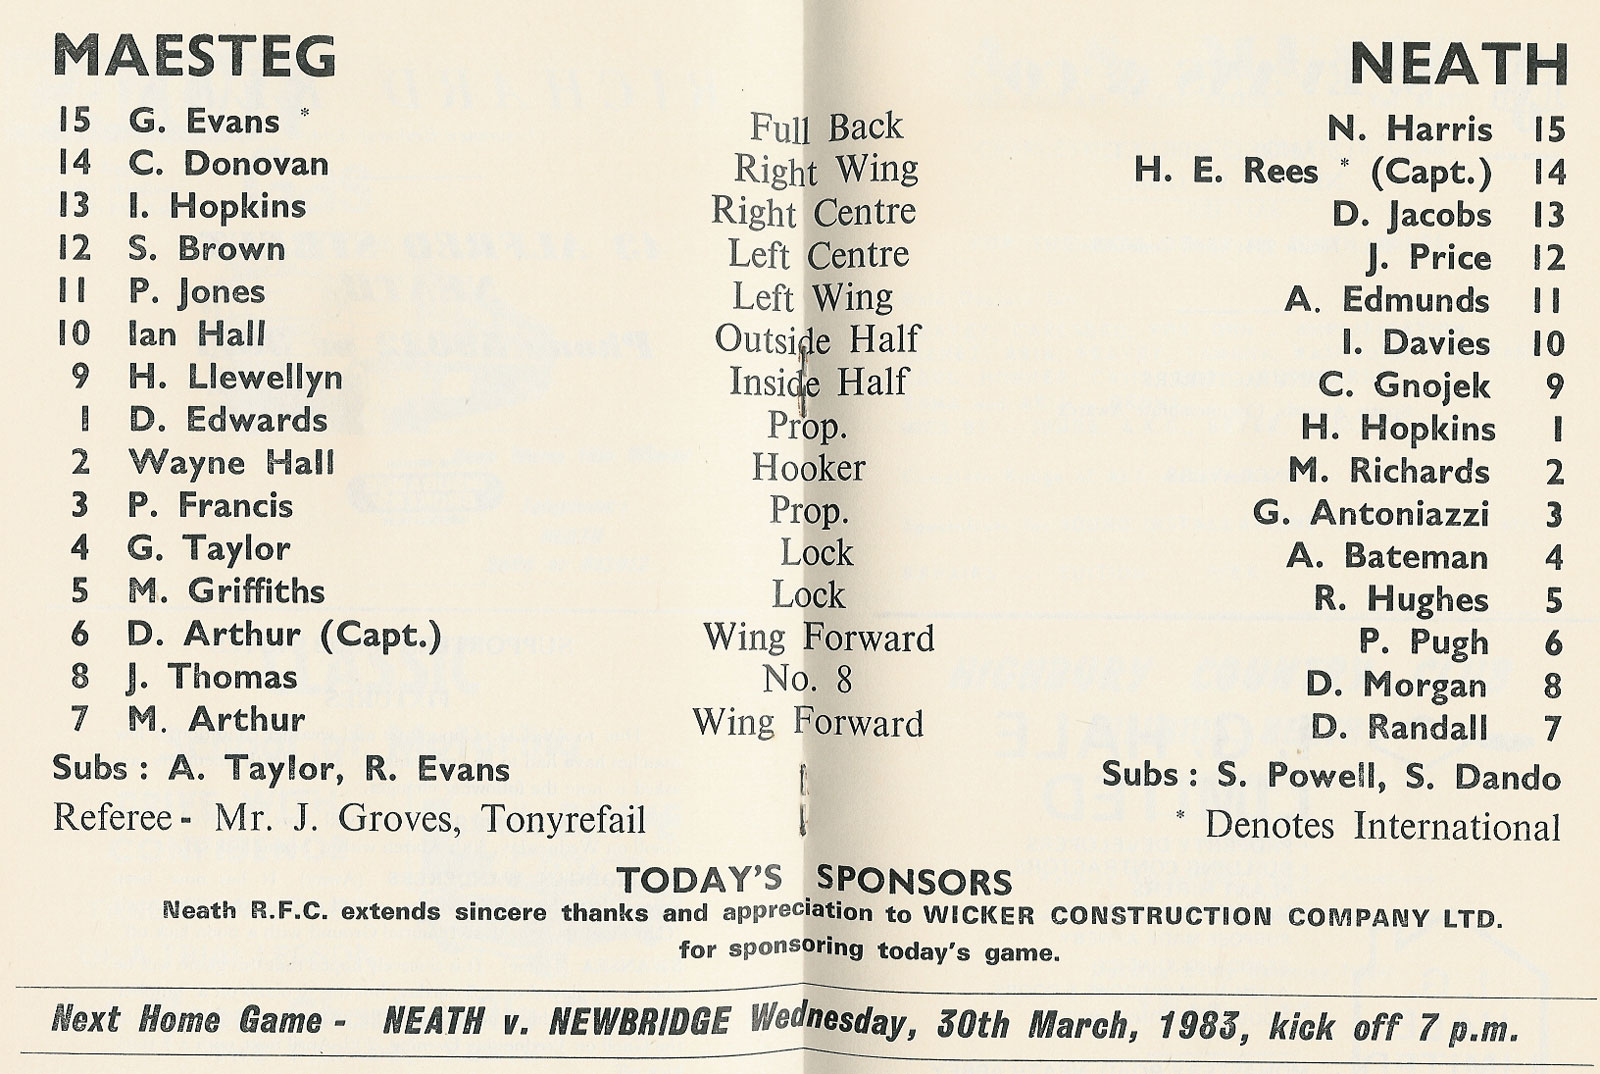 MAESTEG NEATH
15 G. Evans * Full Back N. Harris 15
14 C. Donovan Right Wing H. E. Rees * (Capt.) 14
13 I. Hopkins Right Centre D. Jacobs 13
12 S. Brown Left Centre J. Price 12
11 P. Jones Left Wing A. Edmunds 11
10 Ian Hall Outside Half I. Davies 10
9 H. Llewellyn Inside Half C. Gnojek 9
1 D. Edwards Prop. H. Hopkins 1
2 Wayne Hall Hooker M. Richards 2
3 P. Francis Prop. G. Antoniazzi 3
4 G. Taylor Lock A. Bateman 4
5 M. Griffiths Lock R. Hughes 5
6 D. Arthur (Capt.) Wing Forward P. Pugh 6
8 J. Thomas No. 8 D. Morgan 8
7 M. Arthur Wing Forward D. Randall 7
Subs : A. Taylor, R. Evans Subs : S. Powell, S. Dando
Referee - Mr. J. Groves, Tonyrefail * Denotes International
TODAY'S SPONSORS
Neath R.F.C. extends sincere thanks and appreciation to WICKER CONSTRUCTION COMPANY LTD.
for sponsoring today's game.
Next Home Game - NEATH v. NEWBRIDGE Wednesday, 30th March, 1983, kick off 7 p.m.